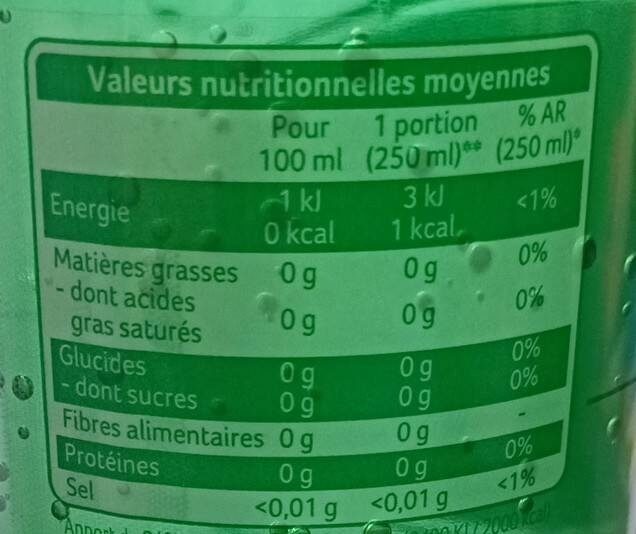 Valeurs nutritionnelles moyennes
Pour 1 portion % AR
100 ml (250 ml)** (250 ml)*
Energie 1 kJ 3 kJ <1%
0 kcal 1 kcal
Matières grasses 0 g 0 g 0%
- dont acides
gras saturés 0 g 0 g 0%
Glucides 0 g 0 g 0%
- dont sucres 0 g 0 g 0%
Fibres alimentaires 0 g 0 g -
Protéines 0 g 0 g 0%
Sel <0,01 g <0,01 g <1%